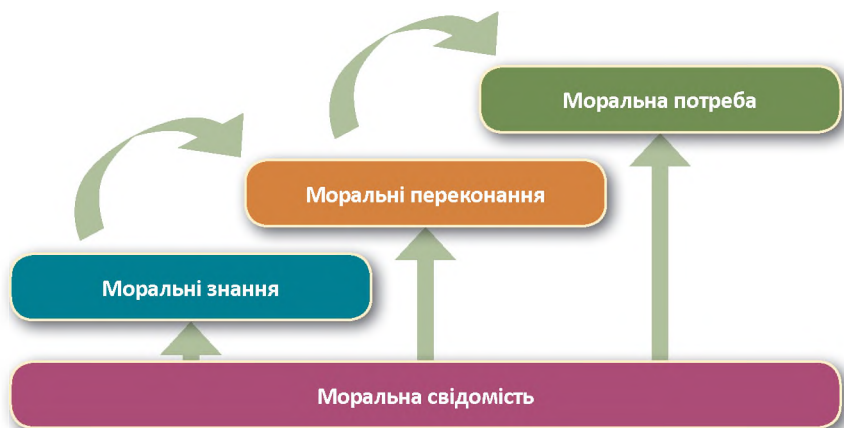 Моральна потреба
Моральні переконання
Моральні знання
Моральна свідомість